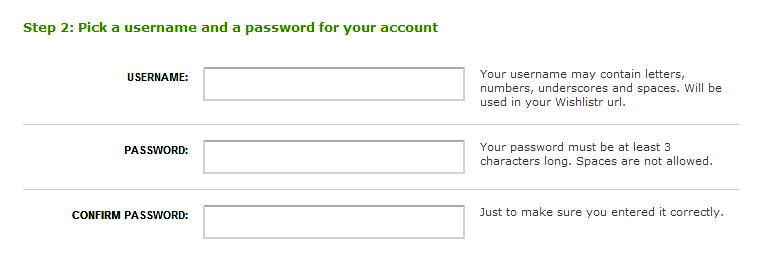 Step 2: Pick a username and a password for your account
USERNAME:
Your username may contain letters,
numbers, underscores and spaces. Will be
used in your Wishlistr url.
PASSWORD:
Your password must be at least 3
characters long. Spaces are not allowed.
CONFIRM PASSWORD:
Just to make sure you entered it correctly.